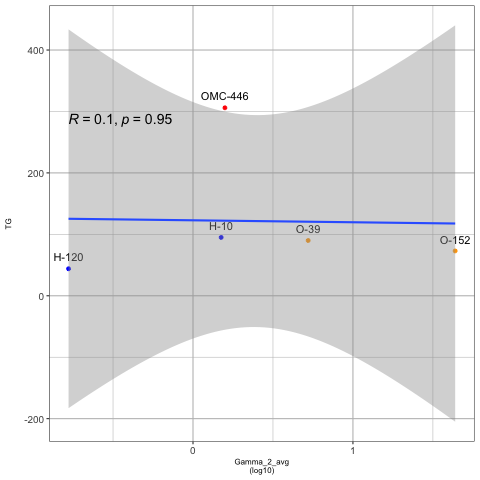 400
200
0
-200
TG
OMC-446
R = 0.1, p = 0.95
H-10
O-39
O-152
H-120
0
1
Gamma_2_avg
(log10)